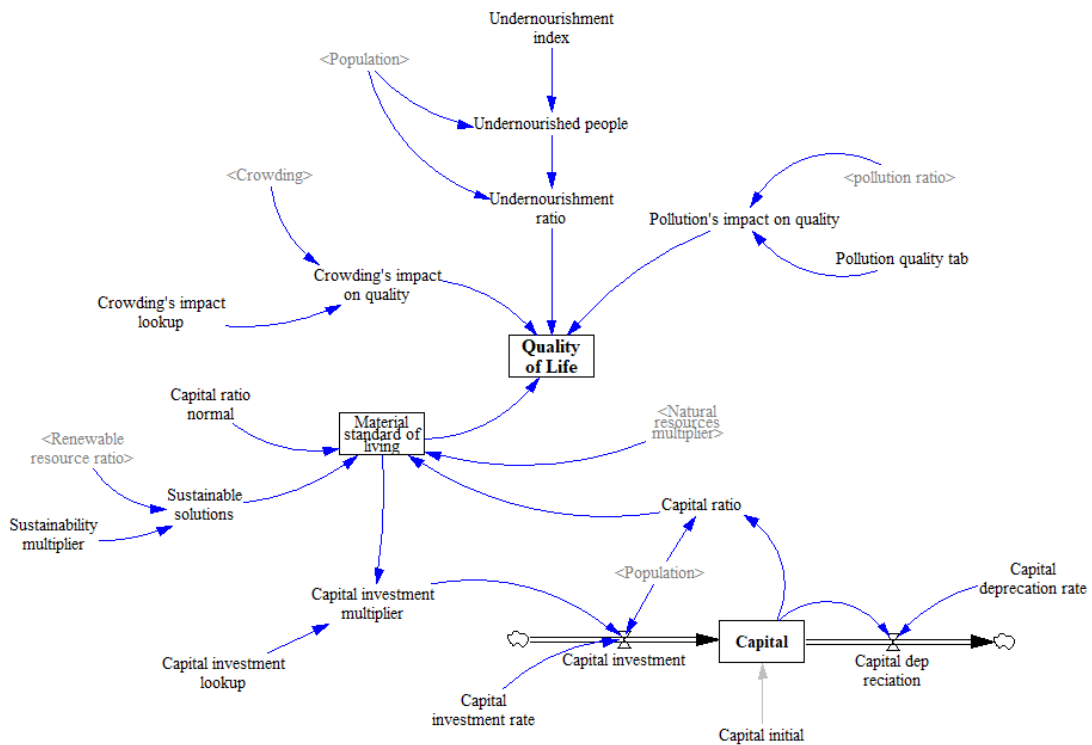 Undernourishment
index
<Population>
Undernourished people
<Crowding>
<pollution ratio>
Undernourishment
ratio
Pollution's impact on quality
Pollution quality tab
Crowding's impact
on quality
Crowding's impact
lookup
Quality
of Life
Capital ratio
normal
Material
standard of
living
<Natural
resources
multiplier>
<Renewable
resource ratio>
Sustainable
solutions
Sustainability
multiplier
Capital ratio
<Population>
Capital
deprecation rate
Capital investment
multiplier
Capital
Capital investment
Capital dep
reciation
Capital investment
lookup
Capital
investment rate
Capital initial